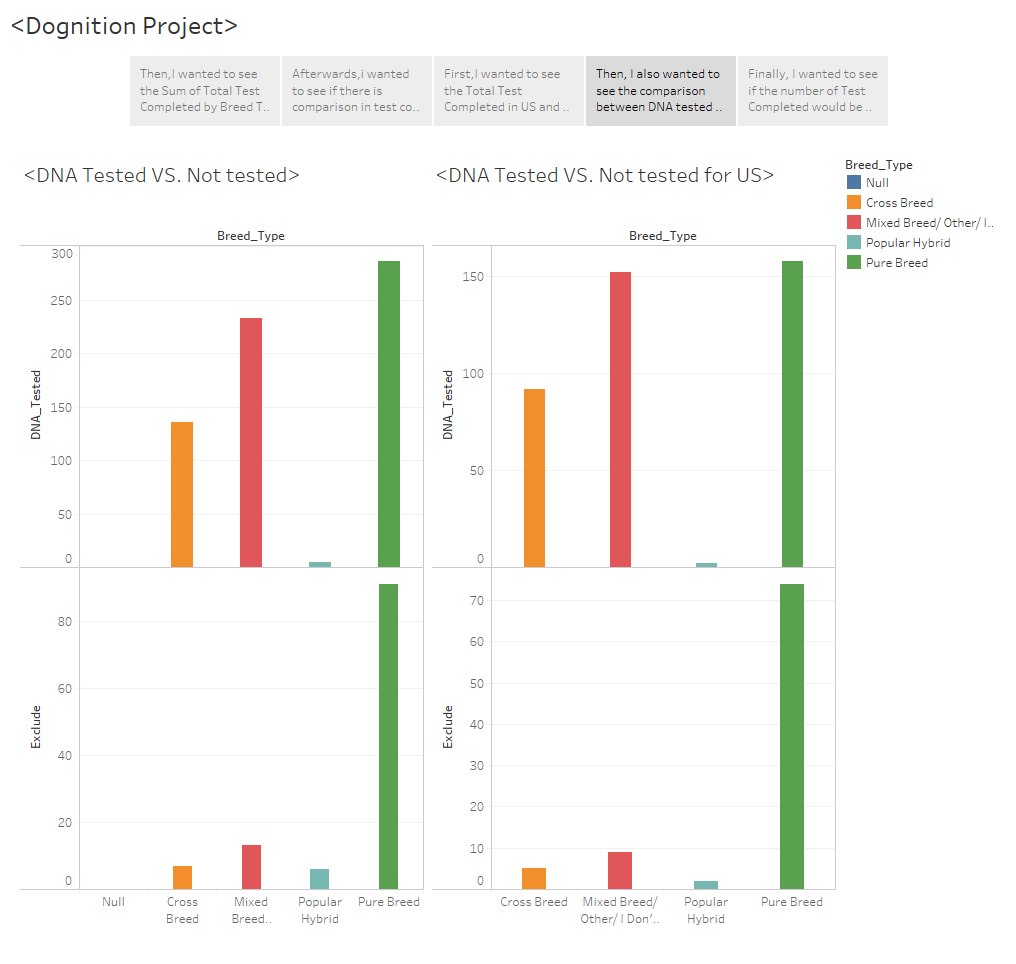 <Dognition Project>
Then,I wanted to see
the Sum of Total Test
Completed by Breed T..
Afterwards,i wanted
to see if there is
comparison in test co..
First,I wanted to see
the Total Test
Completed in US and ..
Then, I also wanted to
see the comparison
between DNA tested ..
Finally, I wanted to see
if the number of Test
Completed would be ..
<DNA Tested VS. Not tested>
<DNA Tested VS. Not tested for US>
Breed_Type
Null
Cross Breed
Mixed Breed/ Other/ I..
Popular Hybrid
Pure Breed
Breed_Type
300
250
200
150
100
50
0
DNA_Tested
80
60
40
20
0
Exclude
Null
Cross
Breed
Mixed
Breed..
Popular
Hybrid
Pure Breed
Breed_Type
150
100
50
0
DNA_Tested
70
60
50
40
30
20
10
0
Exclude
Cross Breed
Mixed Breed/
Other/ I Don'..
Popular
Hybrid
Pure Breed